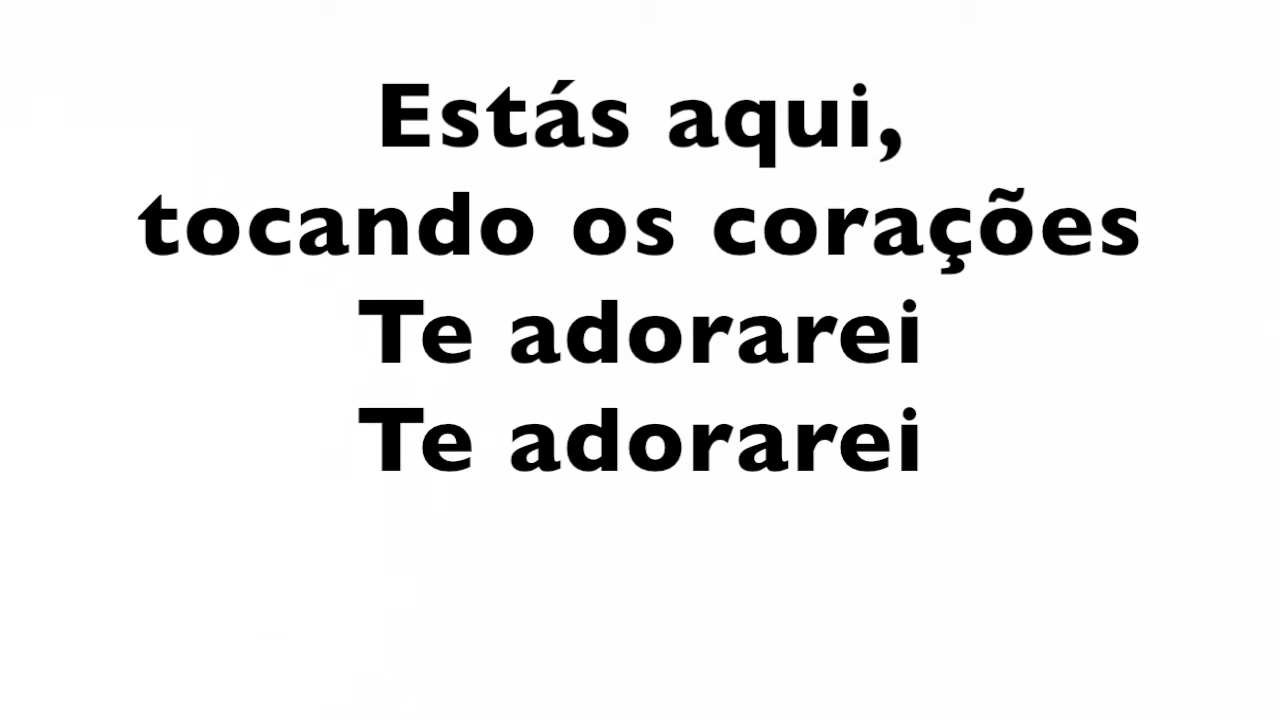 Estás aqui,
tocando os corações
Te adorarei
Te adorarei